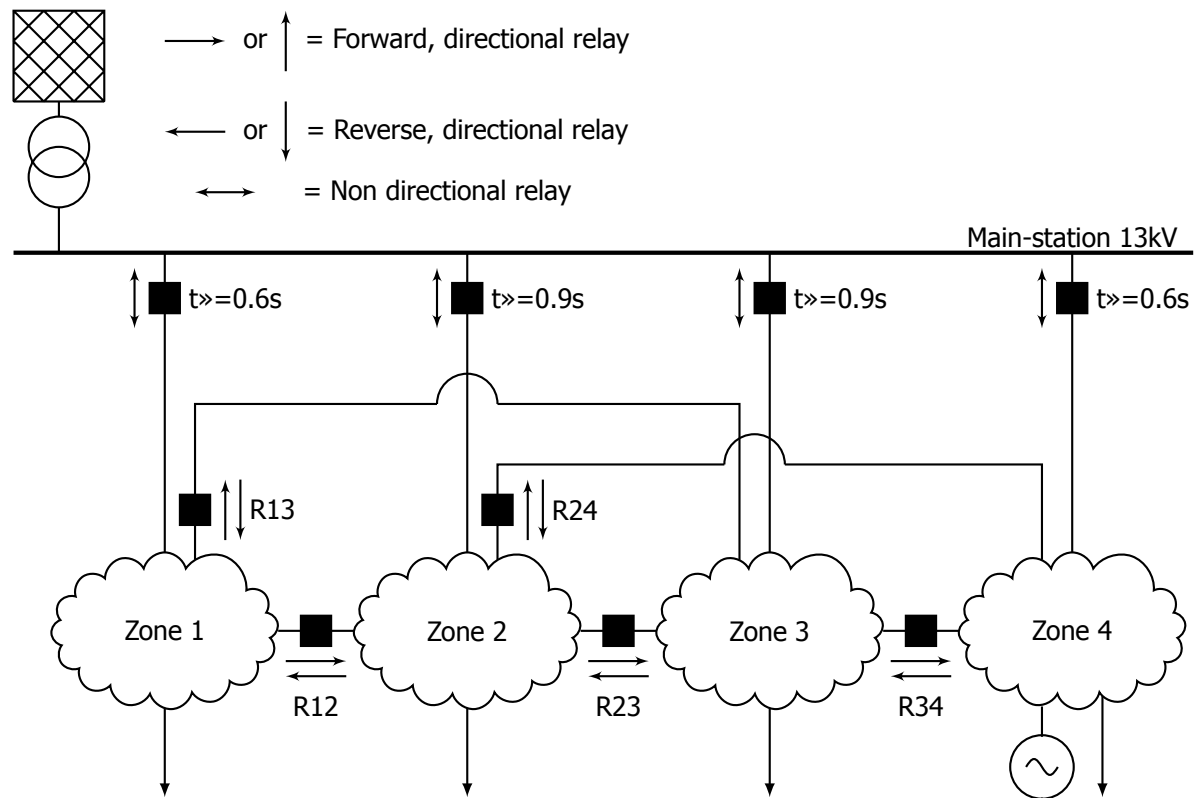 or = Forward, directional relay
or = Reverse, directional relay
= Non directional relay
Main-station 13kV
t»=0.6s t»=0.9s t»=0.9s t»=0.6s
R13 R24
Zone 1 Zone 2 Zone 3 Zone 4
R12 R23 R34